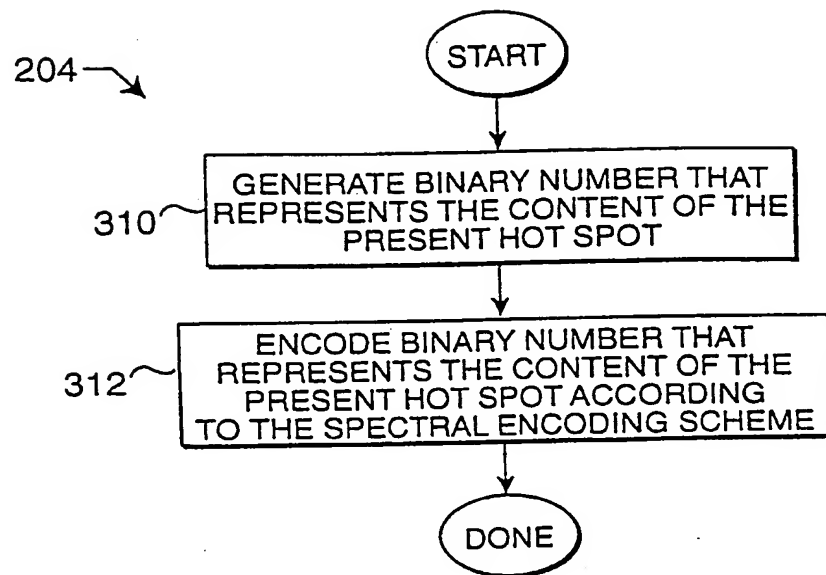 204
START
310
GENERATE BINARY NUMBER THAT
REPRESENTS THE CONTENT OF THE
PRESENT HOT SPOT
312
ENCODE BINARY NUMBER THAT
REPRESENTS THE CONTENT OF THE
PRESENT HOT SPOT ACCORDING
TO THE SPECTRAL ENCODING SCHEME
DONE